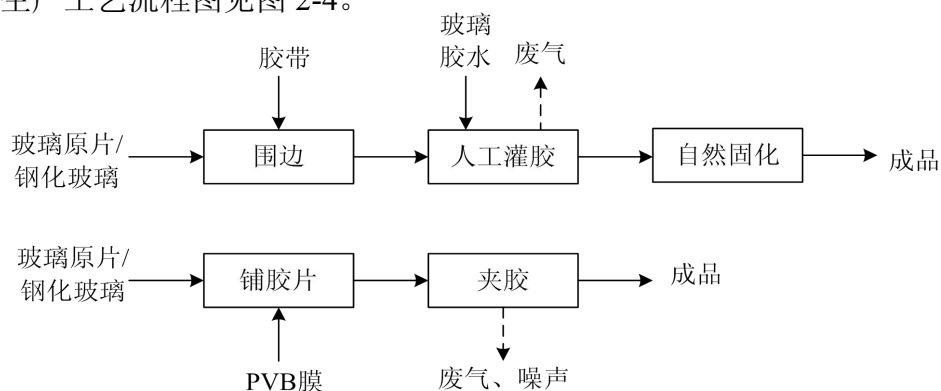 生产工艺流程图见图 2-4。
玻璃
胶水
废气
胶带
玻璃原片/
钢化玻璃
围边
人工灌胶
自然固化
成品
玻璃原片/
钢化玻璃
铺胶片
夹胶
成品
PVB膜
废气、噪声